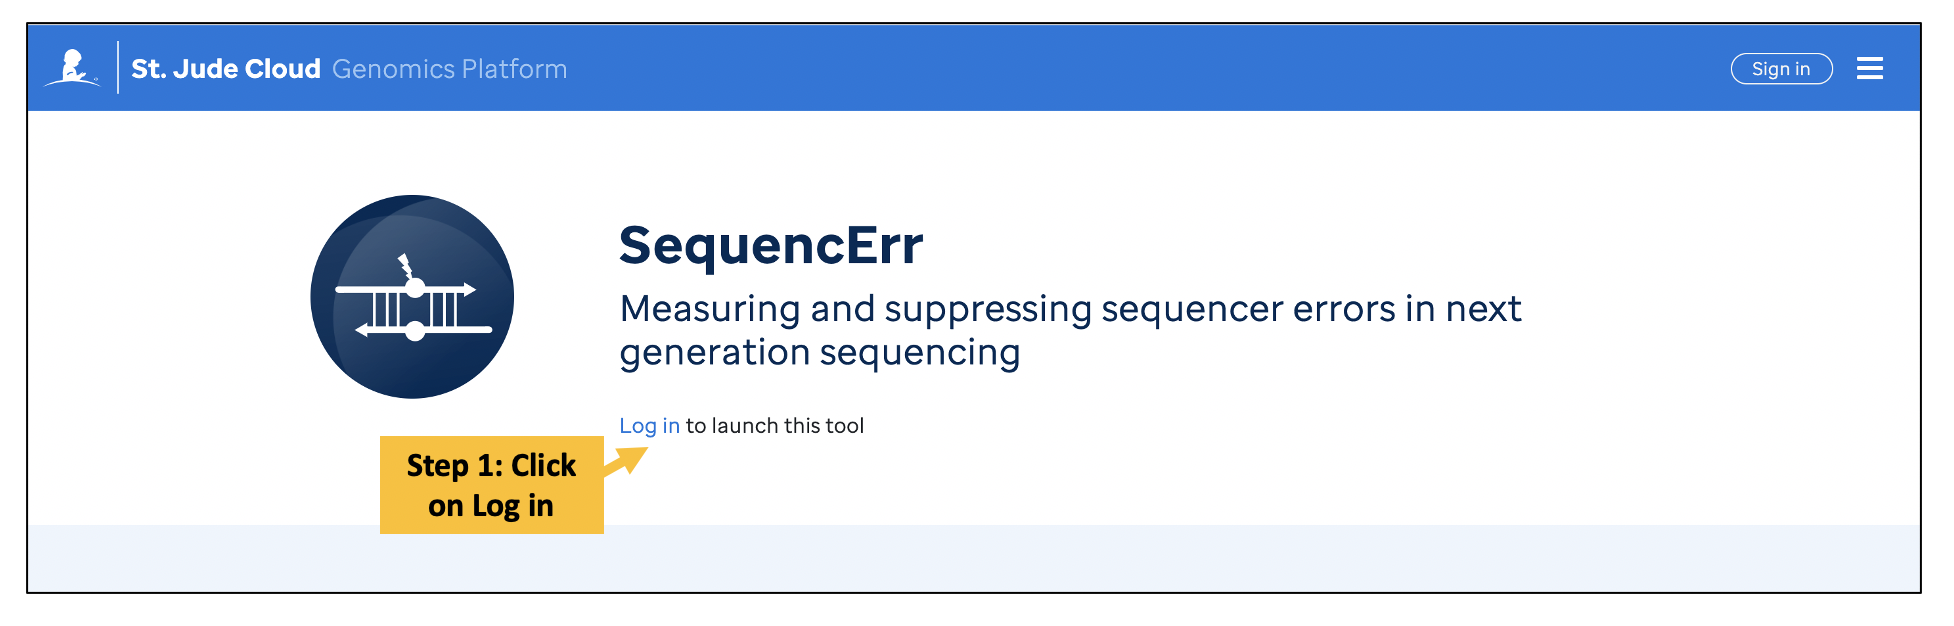 St. Jude Cloud Genomics Platform
Sign in
SequencErr
Measuring and suppressing sequencer errors in next
generation sequencing
Log in to launch this tool
Step 1: Click
on Log in